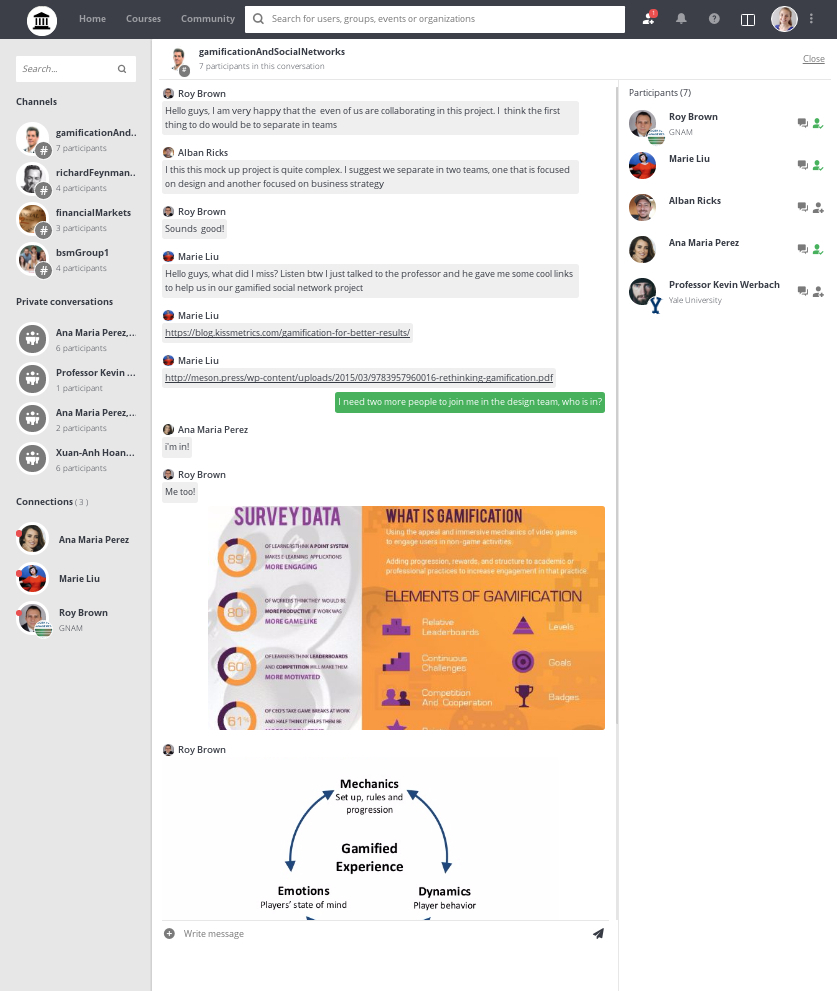 Home
Courses
Community
Search for users, groups, events or organizations
1
?
Search...
Channels
gamificationAnd..
7 participants
#
richardFeynman..
4 participants
#
financialMarkets
3 participants
#
bsmGroup1
4 participants
#
Private conversations
Ana Maria Perez,...
6 participants
Professor Kevin ...
1 participant
Ana Maria Perez,...
2 participants
Xuan-Anh Hoan...
6 participants
Connections ( 3 )
Ana Maria Perez
Marie Liu
Roy Brown
GNAM
gamificationAndSocialNetworks
7 participants in this conversation
#
Close
Roy Brown
Hello guys, I am very happy that the even of us are collaborating in this project. I think the first
thing to do would be to separate in teams
Alban Ricks
I this this mock up project is quite complex. I suggest we separate in two teams, one that is focused
on design and another focused on business strategy
Roy Brown
Sounds good!
Marie Liu
Hello guys, what did I miss? Listen btw I just talked to the professor and he gave me some cool links
to help us in our gamified social network project
Marie Liu
https://blog.kissmetrics.com/gamification-for-better-results/
Marie Liu
http://meson.press/wp-content/uploads/2015/03/9783957960016-rethinking-gamification.pdf
I need two more people to join me in the design team, who is in?
Ana Maria Perez
i'm in!
Roy Brown
Me too!
SURVEY DATA
89%
OF LEARNERS THINK A POINT SYSTEM
MAKES E-LEARNING APPLICATIONS
MORE ENGAGING
80%
OF WORKERS THINK THEY WOULD BE
MORE PRODUCTIVE IF WORK WAS
MORE GAME LIKE
60%
OF LEARNERS THINK LEADERBOARDS
AND COMPETITION WILL MAKE THEM
MORE MOTIVATED
61%
OF CEO'S TAKE GAME BREAKS AT WORK
AND HALF THINK IT HELPS THEM BE
WHAT IS GAMIFICATION
Using the appeal and immersive mechanics of video games
to engage users in non-game activities.
Adding progression, rewards, and structure to academic or
professional practices to increase engagement in that practice.
ELEMENTS OF GAMIFICATION
Relative
Leaderboards
Levels
Continuous
Challenges
Goals
Competition
And Cooperation
Badges
Roy Brown
Mechanics
Set up, rules and
progression
Gamified
Experience
Emotions
Players' state of mind
Dynamics
Player behavior
Write message
Participants (7)
Roy Brown
GNAM
Marie Liu
Alban Ricks
Ana Maria Perez
Professor Kevin Werbach
Yale University
Y